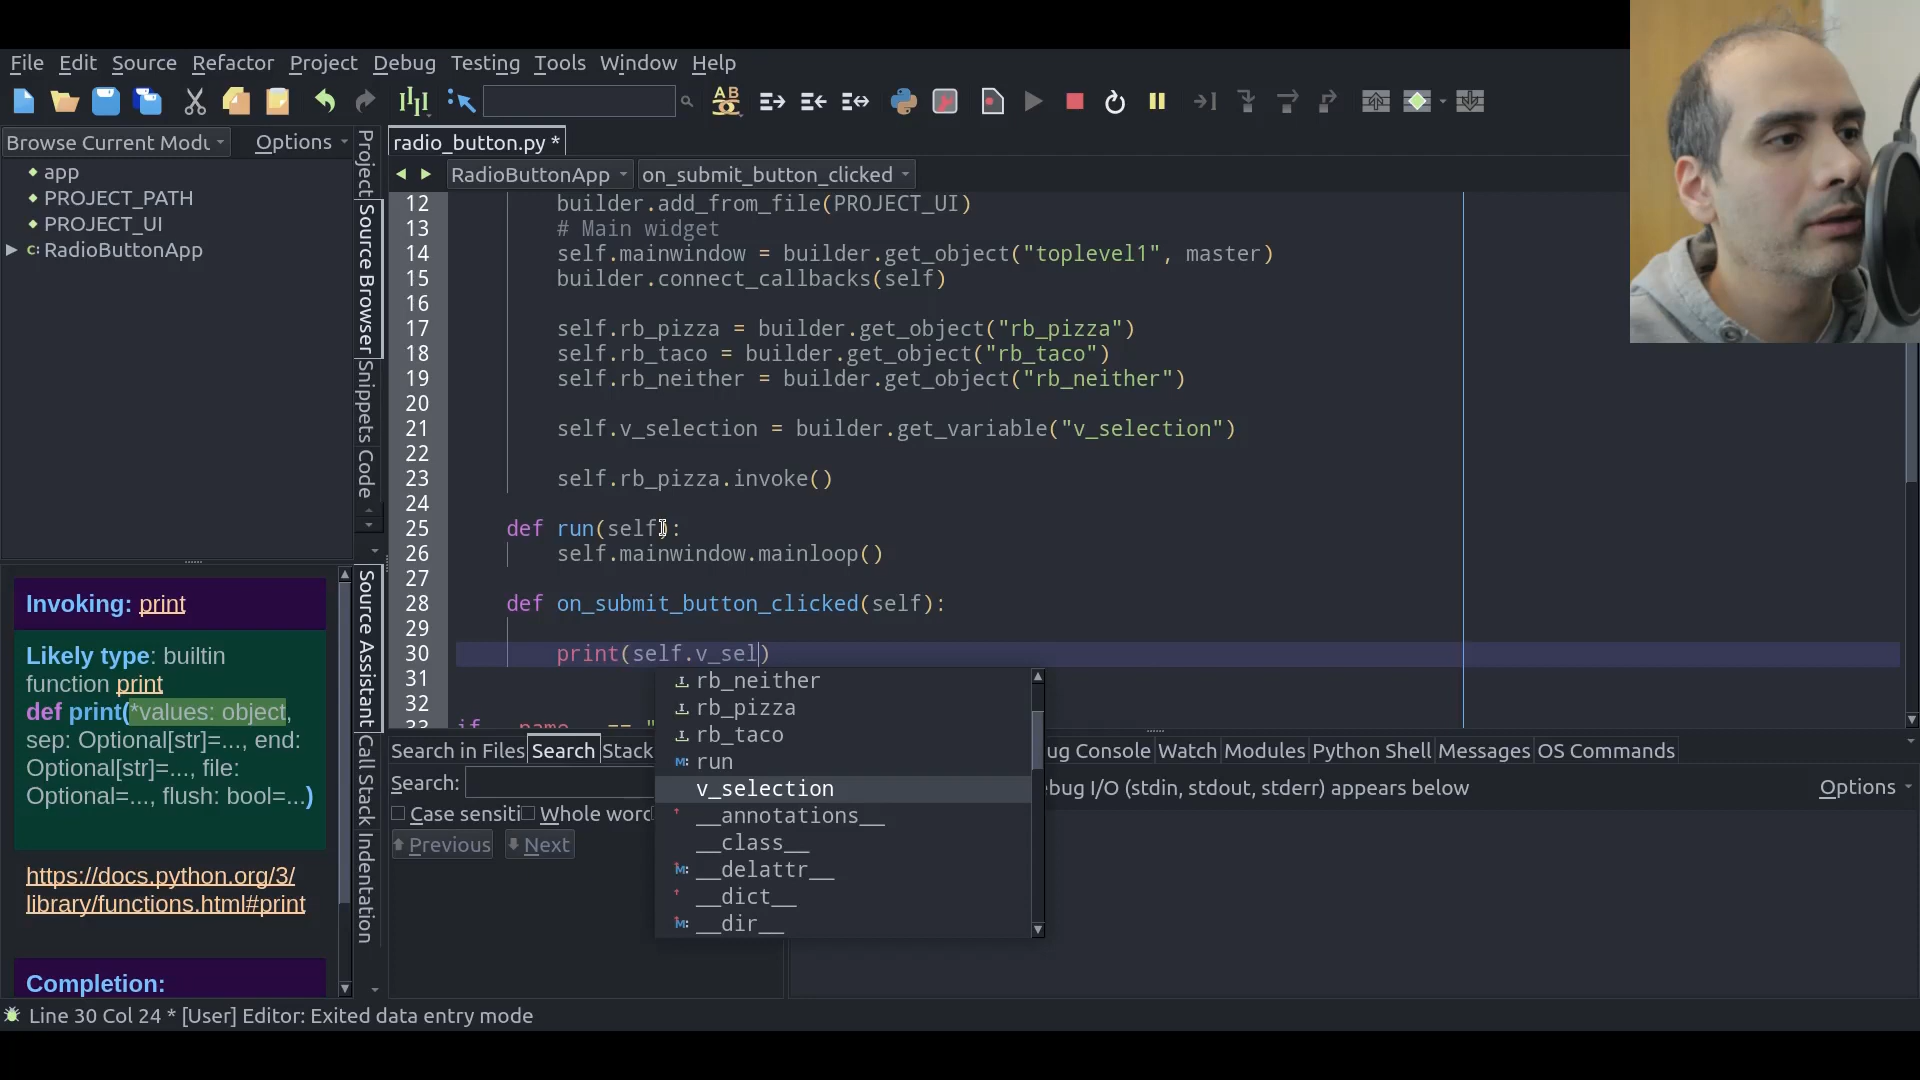 File Edit Source Refactor Project Debug Testing Tools Window Help
AB
Browse Current Modu Options
app
PROJECT_PATH
PROJECT_UI
RadioButtonApp
Project
Source Browser
Snippets
Code
radio_button.py *
RadioButtonApp on_submit_button_clicked
12 builder.add_from_file(PROJECT_UI)
13 # Main widget
14 self.mainwindow = builder.get_object("toplevel1", master)
15 builder.connect_callbacks(self)
16
17 self.rb_pizza = builder.get_object("rb_pizza")
18 self.rb_taco = builder.get_object("rb_taco")
19 self.rb_neither = builder.get_object("rb_neither")
20
21 self.v_selection = builder.get_variable("v_selection")
22
23 self.rb_pizza.invoke()
24
25 def run(self):
26 self.mainwindow.mainloop()
27
28 def on_submit_button_clicked(self):
29
30 print(self.v_sel)
31
32
33 if __name__ == "
rb_neither
rb_pizza
rb_taco
run
v_selection
__annotations__
__class__
__delattr__
__dict__
__dir__
Invoking: print
Likely type: builtin
function print
def print(*values: object,
sep: Optional[str]=..., end:
Optional[str]=..., file:
Optional=..., flush: bool=...)
https://docs.python.org/3/
library/functions.html#print
Completion:
Source Assistant
Call Stack
Indentation
Search in Files Search Stack ug Console Watch Modules Python Shell Messages OS Commands
Search:
Case sensiti Whole word
Previous Next
ebug I/O (stdin, stdout, stderr) appears below Options
Line 30 Col 24 * [User] Editor: Exited data entry mode